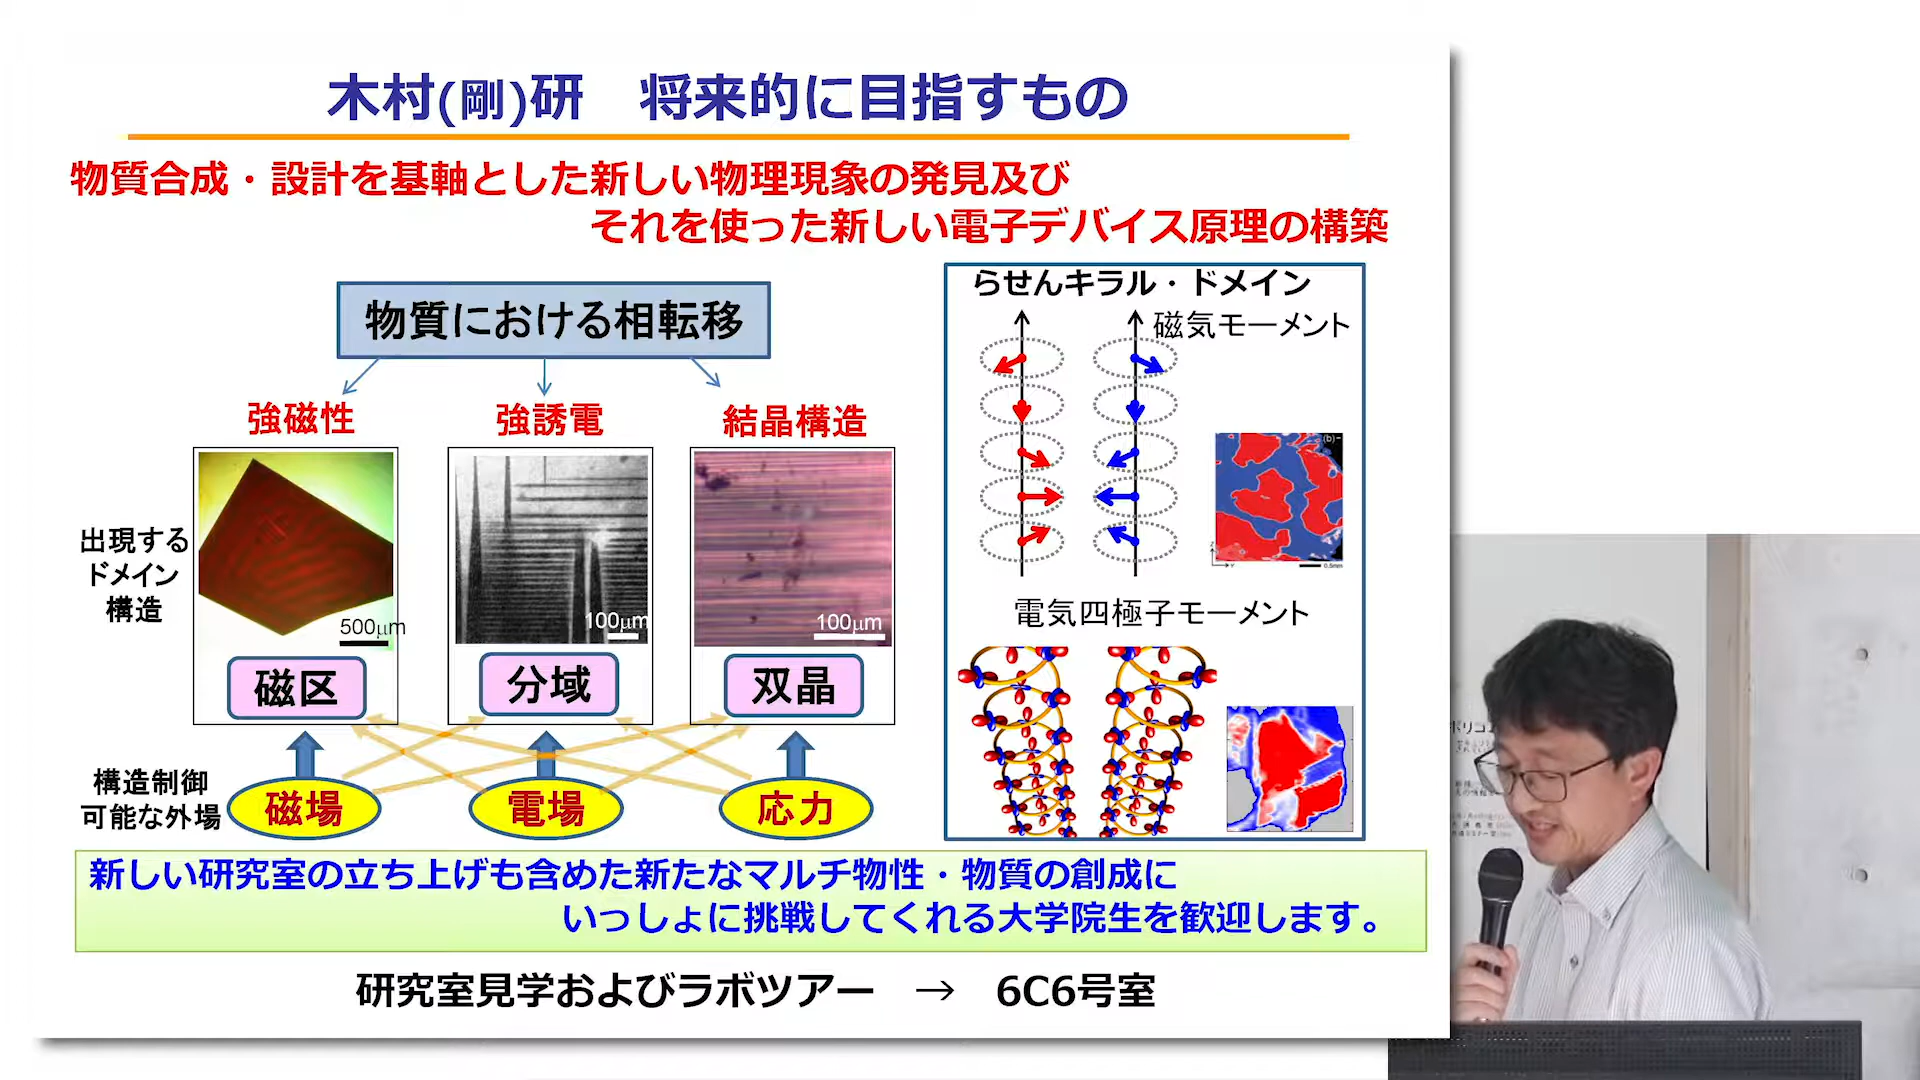 木村(剛)研　将来的に目指すもの
物質合成・設計を基軸とした新しい物理現象の発見及び
それを使った新しい電子デバイス原理の構築
物質における相転移
強磁性
強誘電
結晶構造
出現する
ドメイン
構造
500μm
100μm
100μm
磁区
分域
双晶
構造制御
可能な外場
磁場
電場
応力
らせんキラル・ドメイン
磁気モーメント
(b)
0.5mm
電気四極子モーメント
新しい研究室の立ち上げも含めた新たなマルチ物性・物質の創成に
いっしょに挑戦してくれる大学院生を歓迎します。
研究室見学およびラボツアー　→　6C6号室